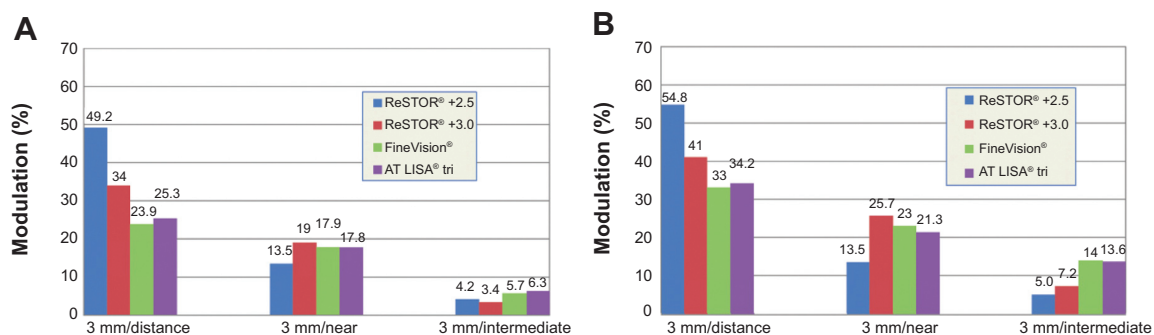 A
Modulation (%)
70
60
50
40
30
20
10
0
49.2
34
23.9
25.3
13.5
19
17.9
17.8
4.2
3.4
5.7
6.3
ReSTOR® +2.5
ReSTOR® +3.0
FineVision®
AT LISA® tri
3 mm/distance
3 mm/near
3 mm/intermediate
B
Modulation (%)
70
60
50
40
30
20
10
0
54.8
41
33
34.2
13.5
25.7
23
21.3
5.0
7.2
14
13.6
ReSTOR® +2.5
ReSTOR® +3.0
FineVision®
AT LISA® tri
3 mm/distance
3 mm/near
3 mm/intermediate